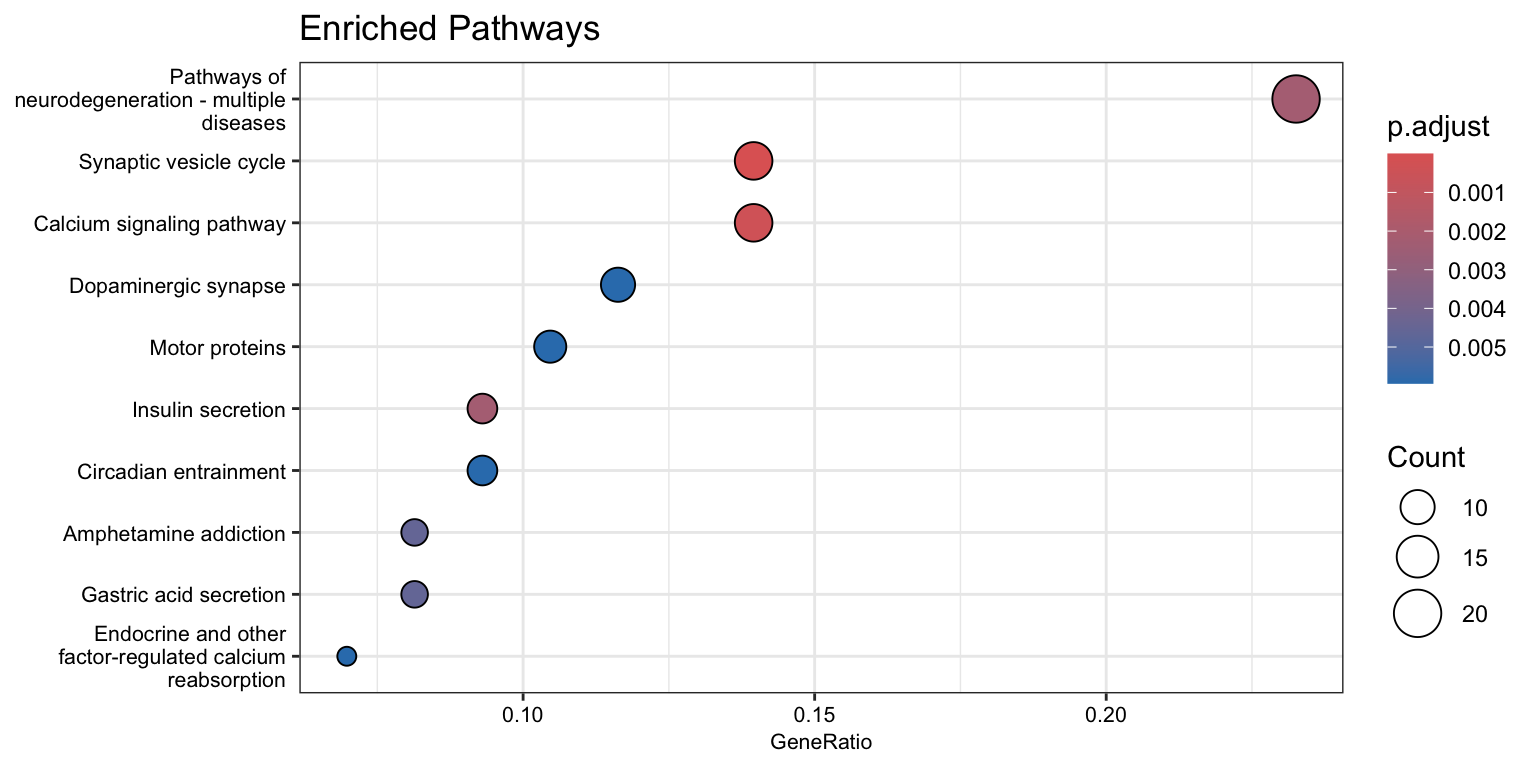 Enriched Pathways
Pathways of
neurodegeneration - multiple
diseases
Synaptic vesicle cycle
Calcium signaling pathway
Dopaminergic synapse
Motor proteins
Insulin secretion
Circadian entrainment
Amphetamine addiction
Gastric acid secretion
Endocrine and other
factor-regulated calcium
reabsorption
0.10 0.15 0.20
GeneRatio
p.adjust
0.001
0.002
0.003
0.004
0.005
Count
10
15
20